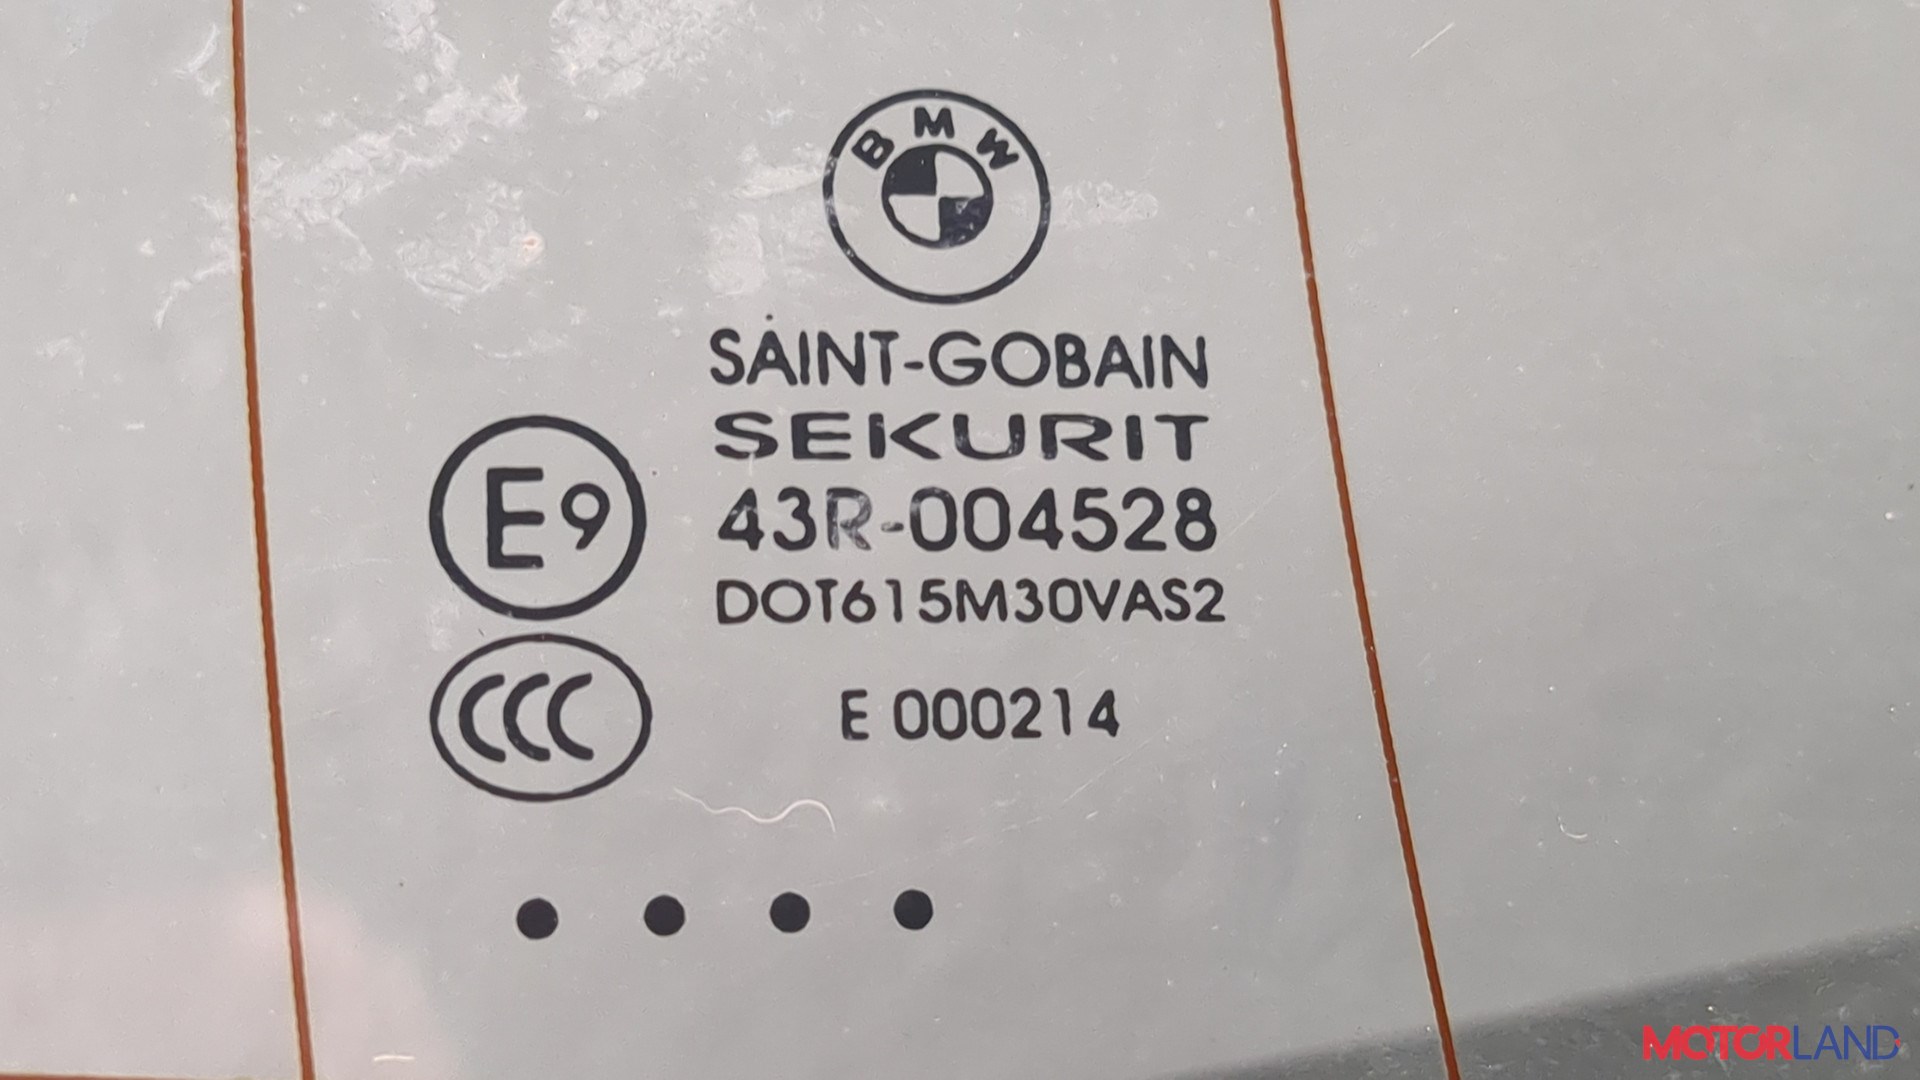 BMW
SAINT-GOBAIN
SEKURIT
E9
43R-004528
DOT615M30VAS2
CCC
E 000214
MOTORLAND